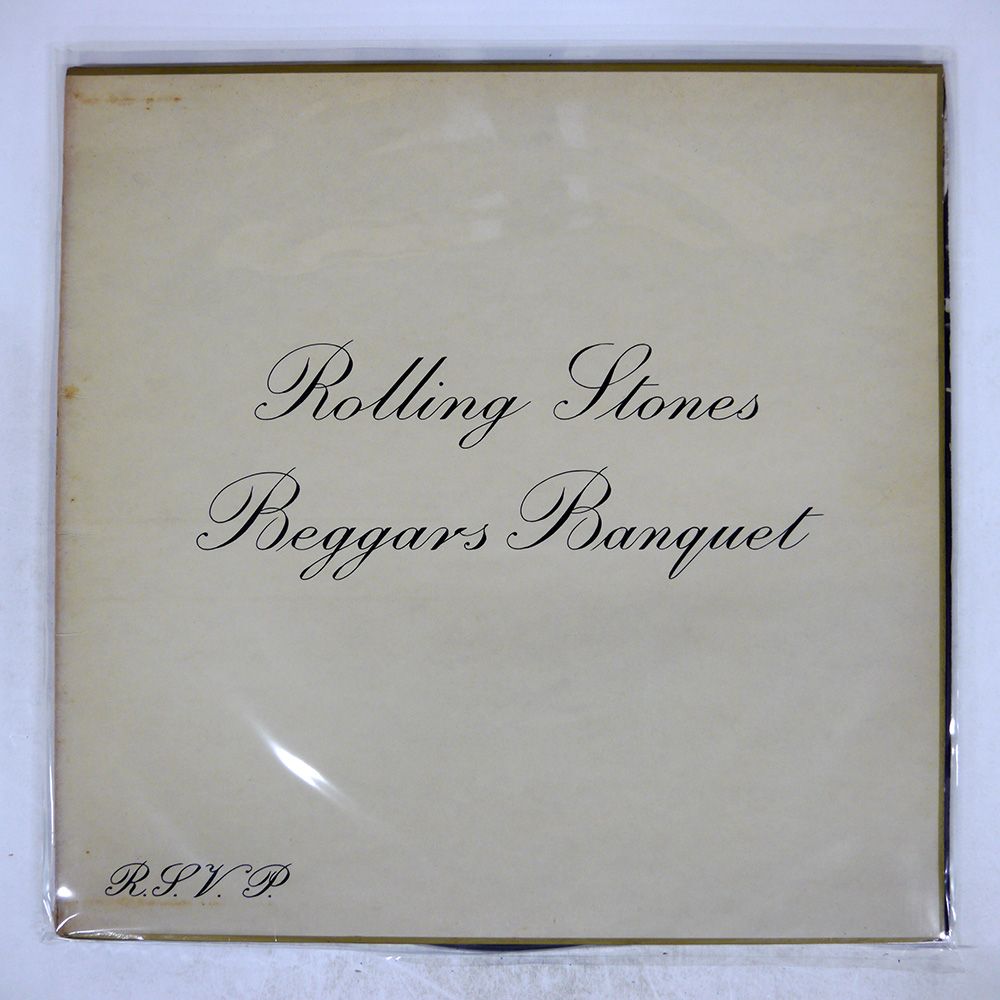 Rolling Stones
Beggars Banquet
R.S.V.P.